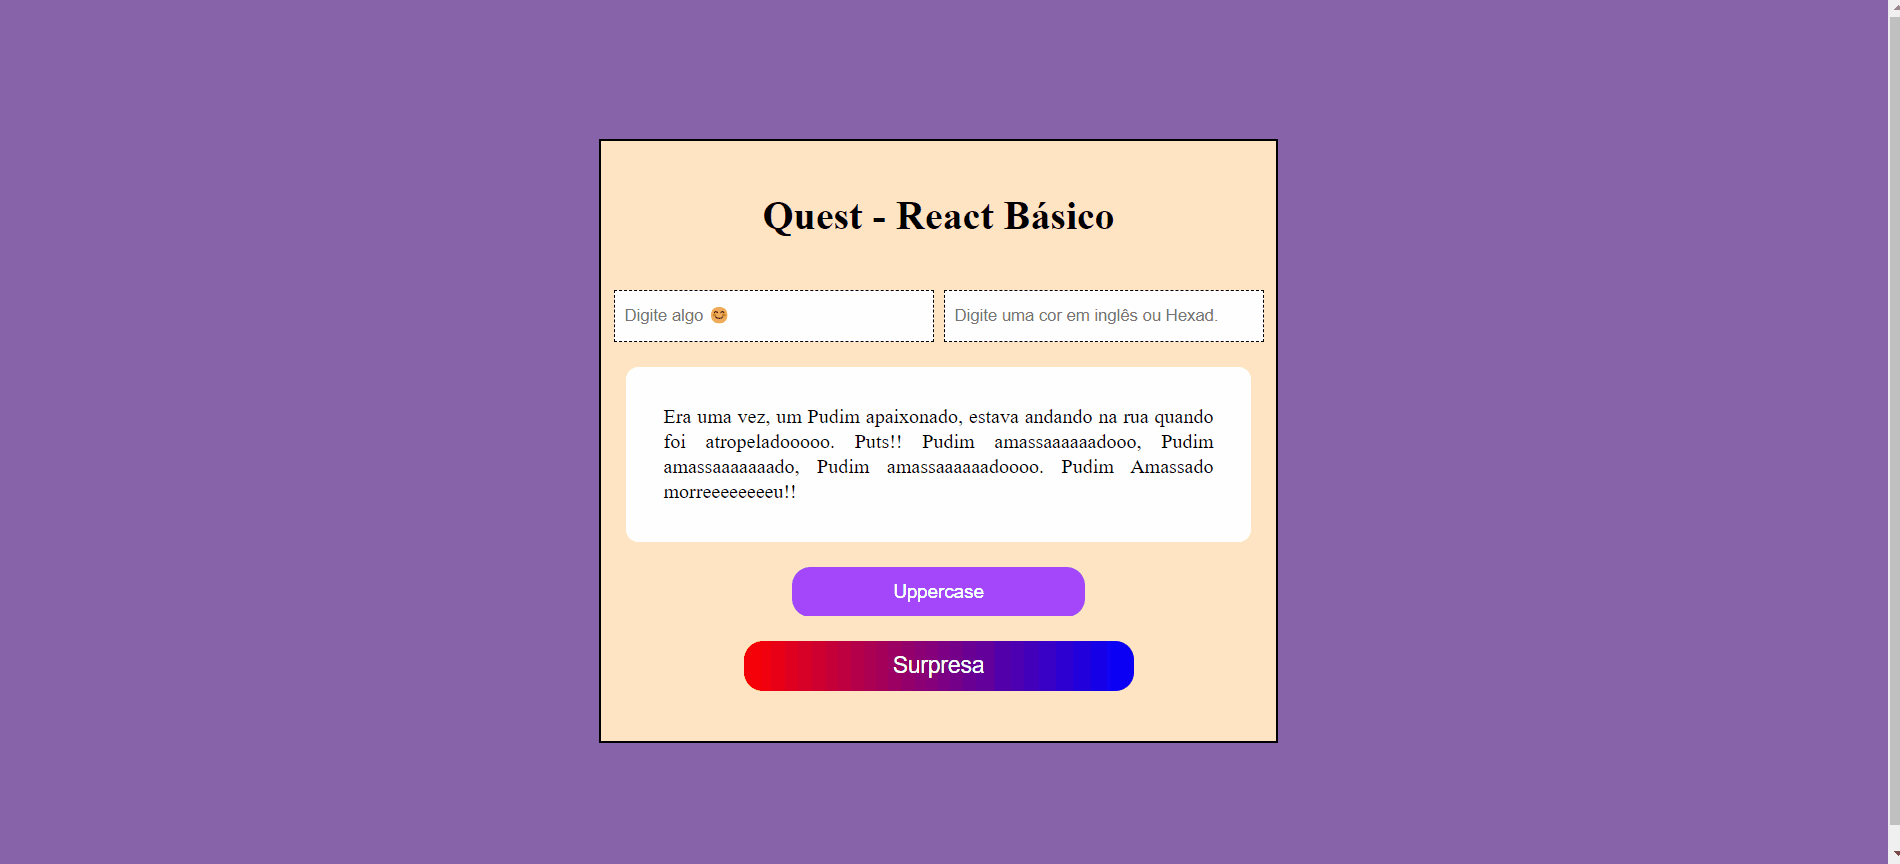 Quest - React Básico
Digite algo 😊
Digite uma cor em inglês ou Hexad.
Era uma vez, um Pudim apaixonado, estava andando na rua quando
foi atropeladooooo. Puts!! Pudim amassaaaaaadooo, Pudim
amassaaaaaaado, Pudim amassaaaaaadoooo. Pudim Amassado
morreeeeeeeeu!!
Uppercase
Surpresa